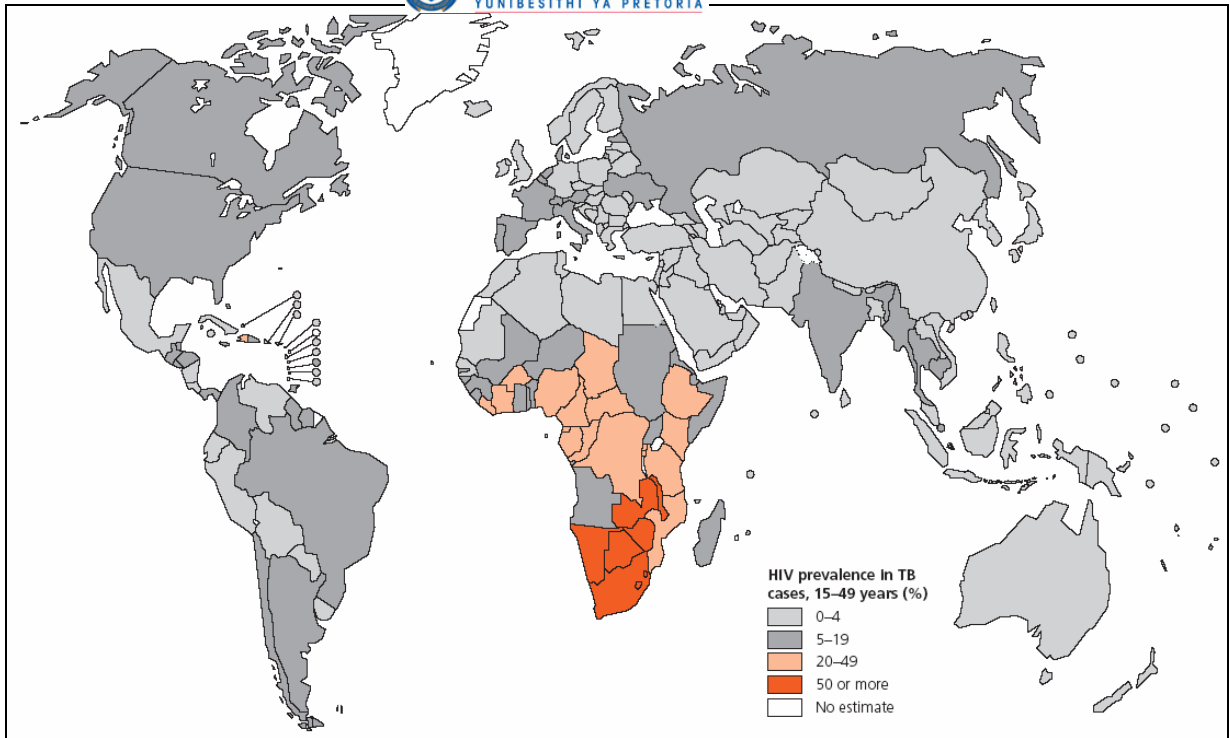 YUNIBESITHI YA PRETORIA
HIV prevalence in TB
cases, 15–49 years (%)
0–4
5–19
20–49
50 or more
No estimate